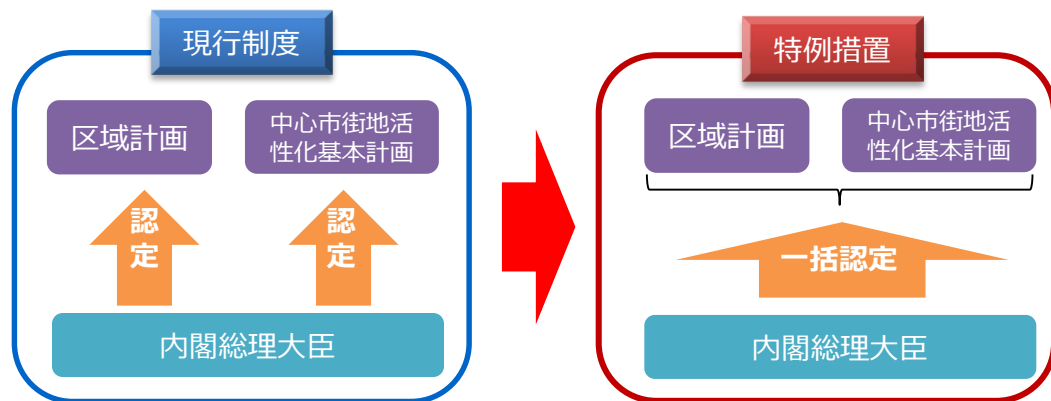 現行制度
区域計画
中心市街地活
性化基本計画
認
定
認
定
内閣総理大臣
特例措置
区域計画
中心市街地活
性化基本計画
一括認定
内閣総理大臣